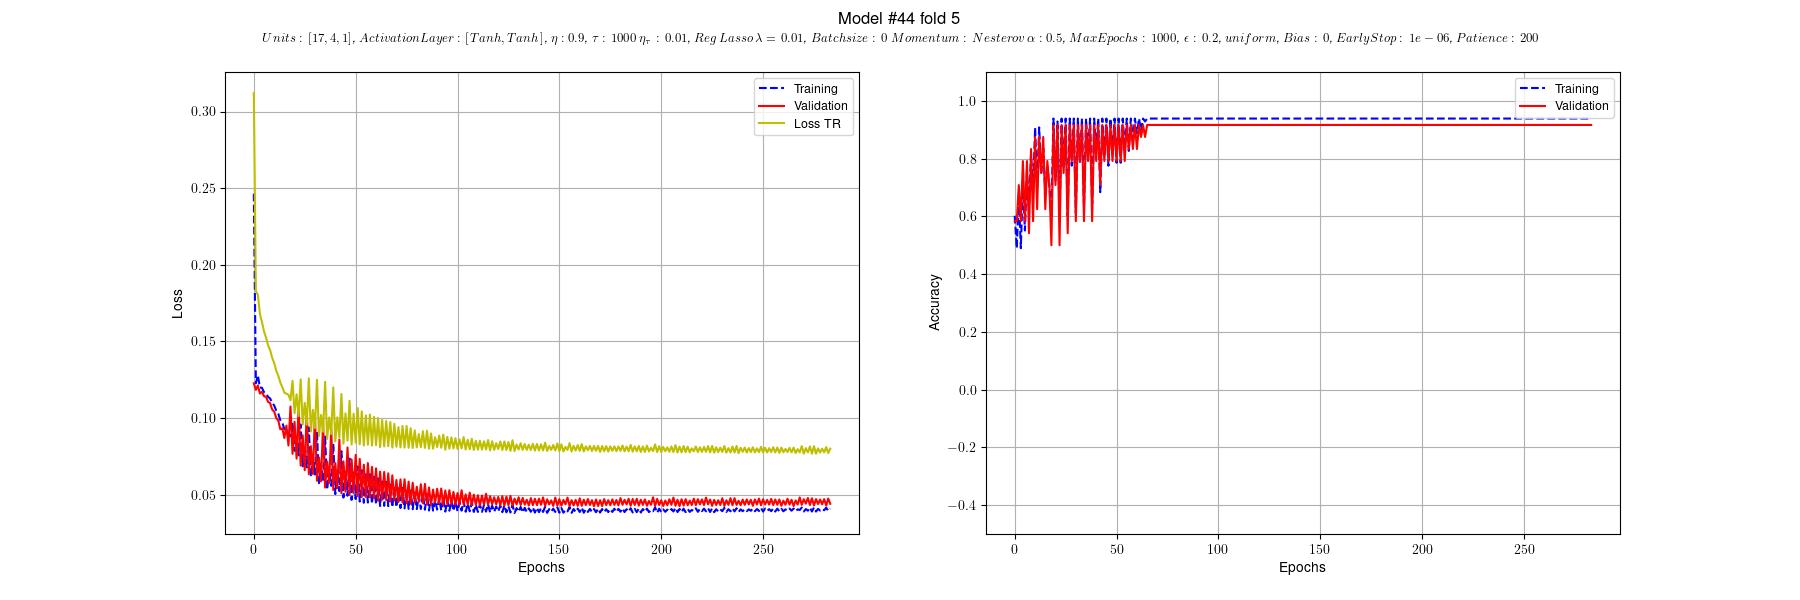 Model #44 fold 5
Units : [17, 4, 1], ActivationLayer : [Tanh, Tanh], η : 0.9, τ : 1000 η_τ : 0.01, Reg Lasso λ = 0.01, Batchsize : 0 Momentum : Nesterov α : 0.5, MaxEpochs : 1000, ϵ : 0.2, uniform, Bias : 0, EarlyStop : 1e − 06, Patience : 200
Loss
0.30
0.25
0.20
0.15
0.10
0.05
0 50 100 150 200 250
Epochs
Training
Validation
Loss TR
Accuracy
1.0
0.8
0.6
0.4
0.2
0.0
−0.2
−0.4
0 50 100 150 200 250
Epochs
Training
Validation